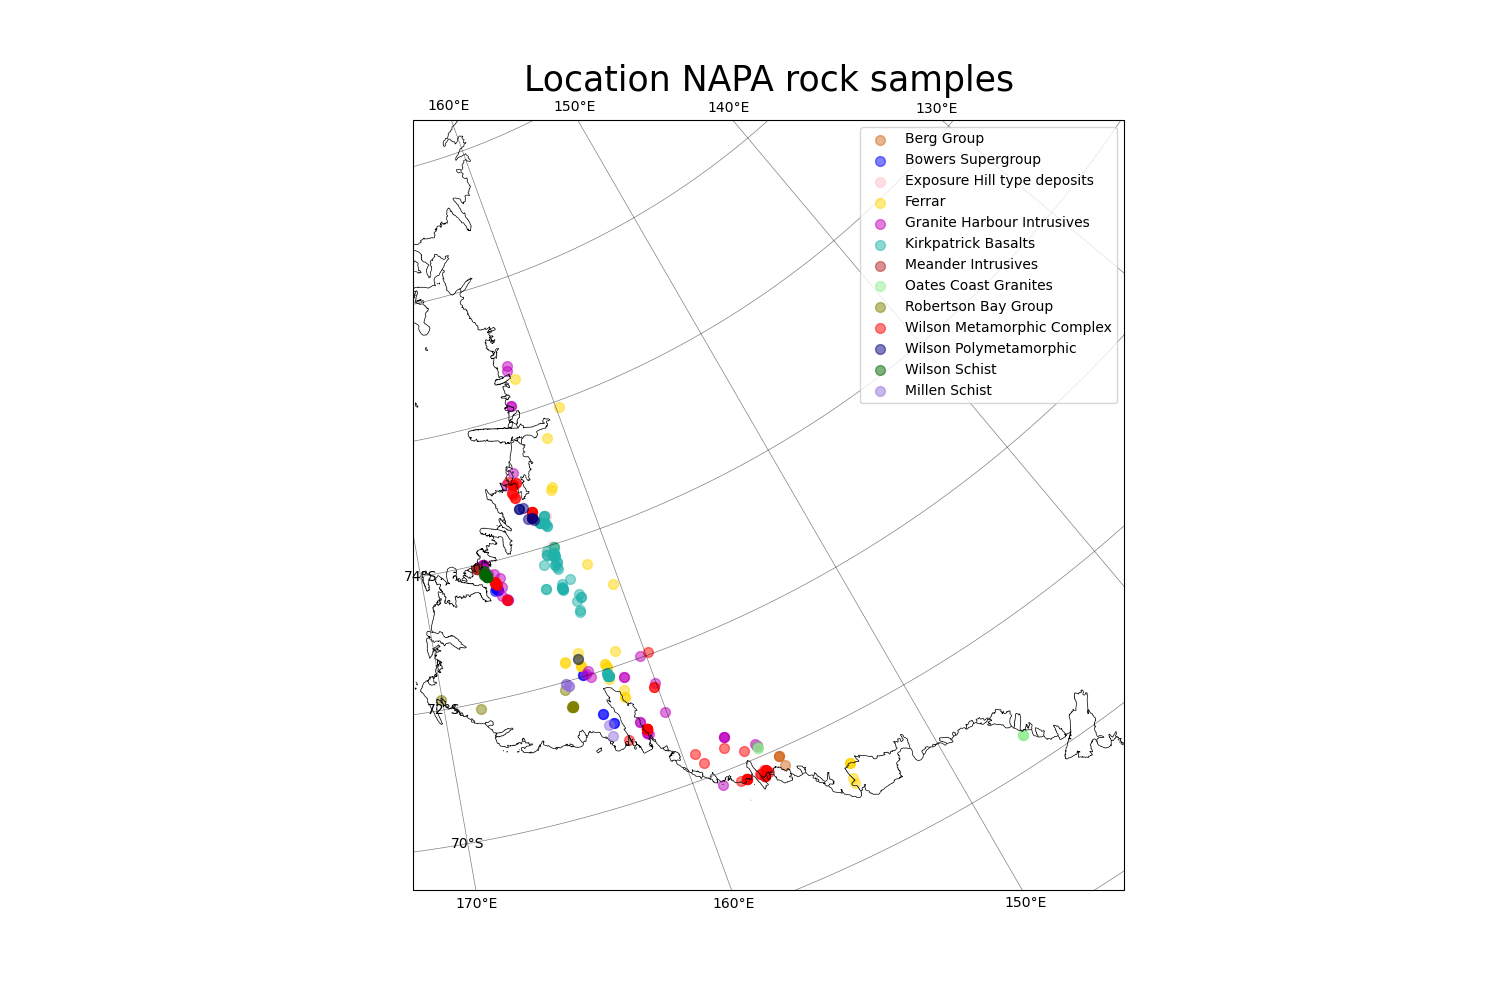 Location NAPA rock samples
160°E
150°E
140°E
130°E
Berg Group
Bowers Supergroup
Exposure Hill type deposits
Ferrar
Granite Harbour Intrusives
Kirkpatrick Basalts
Meander Intrusives
Oates Coast Granites
Robertson Bay Group
Wilson Metamorphic Complex
Wilson Polymetamorphic
Wilson Schist
Millen Schist
74°S
72°S
70°S
170°E
160°E
150°E